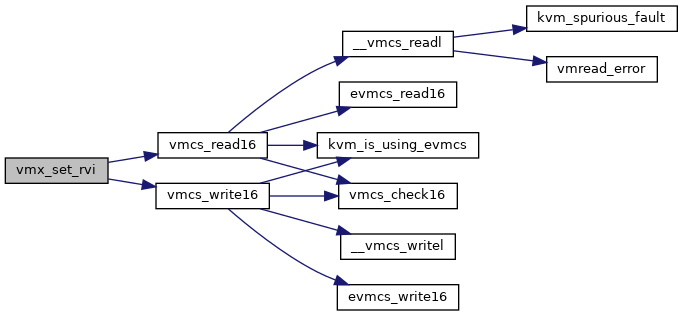 vmx_set_rvi
vmcs_read16
vmcs_write16
__vmcs_readl
evmcs_read16
kvm_is_using_evmcs
vmcs_check16
__vmcs_writel
evmcs_write16
kvm_spurious_fault
vmread_error